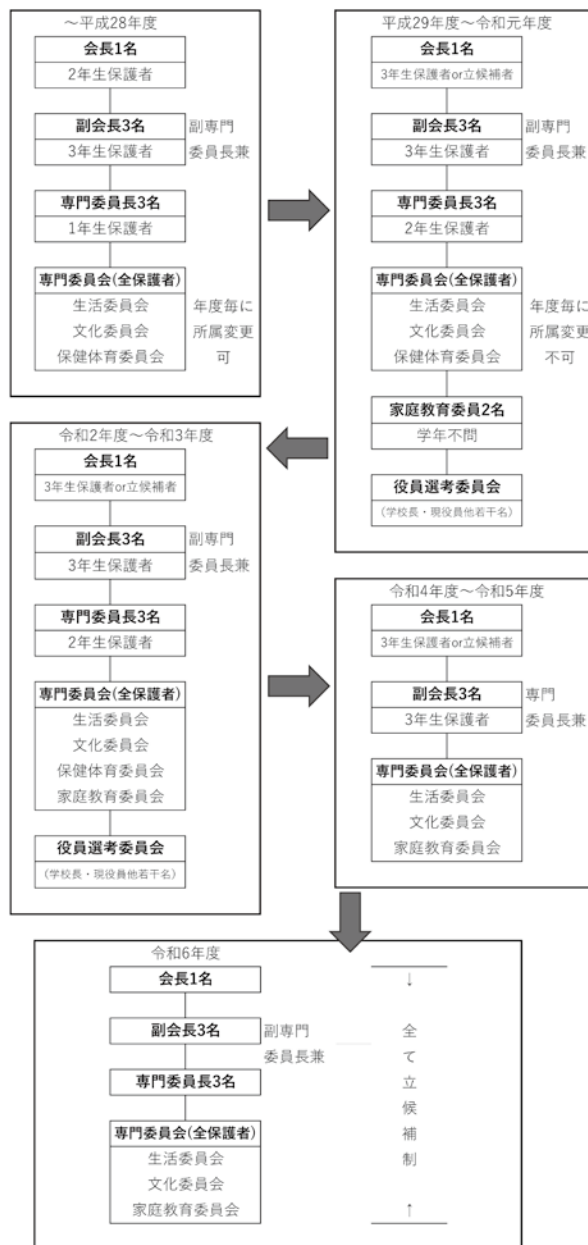 ～平成28年度
会長1名
2年生保護者
副会長3名
3年生保護者
副専門
委員長兼
専門委員長3名
1年生保護者
専門委員会(全保護者)
生活委員会
文化委員会
保健体育委員会
年度毎に
所属変更
可
平成29年度～令和元年度
会長1名
3年生保護者or立候補者
副会長3名
3年生保護者
副専門
委員長兼
専門委員長3名
2年生保護者
専門委員会(全保護者)
生活委員会
文化委員会
保健体育委員会
年度毎に
所属変更
不可
家庭教育委員2名
学年不問
役員選考委員会
（学校長・現役員他若干名）
令和2年度～令和3年度
会長1名
3年生保護者or立候補者
副会長3名
3年生保護者
副専門
委員長兼
専門委員長3名
2年生保護者
専門委員会(全保護者)
生活委員会
文化委員会
保健体育委員会
家庭教育委員会
役員選考委員会
（学校長・現役員他若干名）
令和4年度～令和5年度
会長1名
3年生保護者or立候補者
副会長3名
3年生保護者
専門
委員長兼
専門委員会(全保護者)
生活委員会
文化委員会
家庭教育委員会
令和6年度
会長1名
副会長3名
副専門
委員長兼
専門委員長3名
専門委員会(全保護者)
生活委員会
文化委員会
家庭教育委員会
↓
全て立候補制
↑